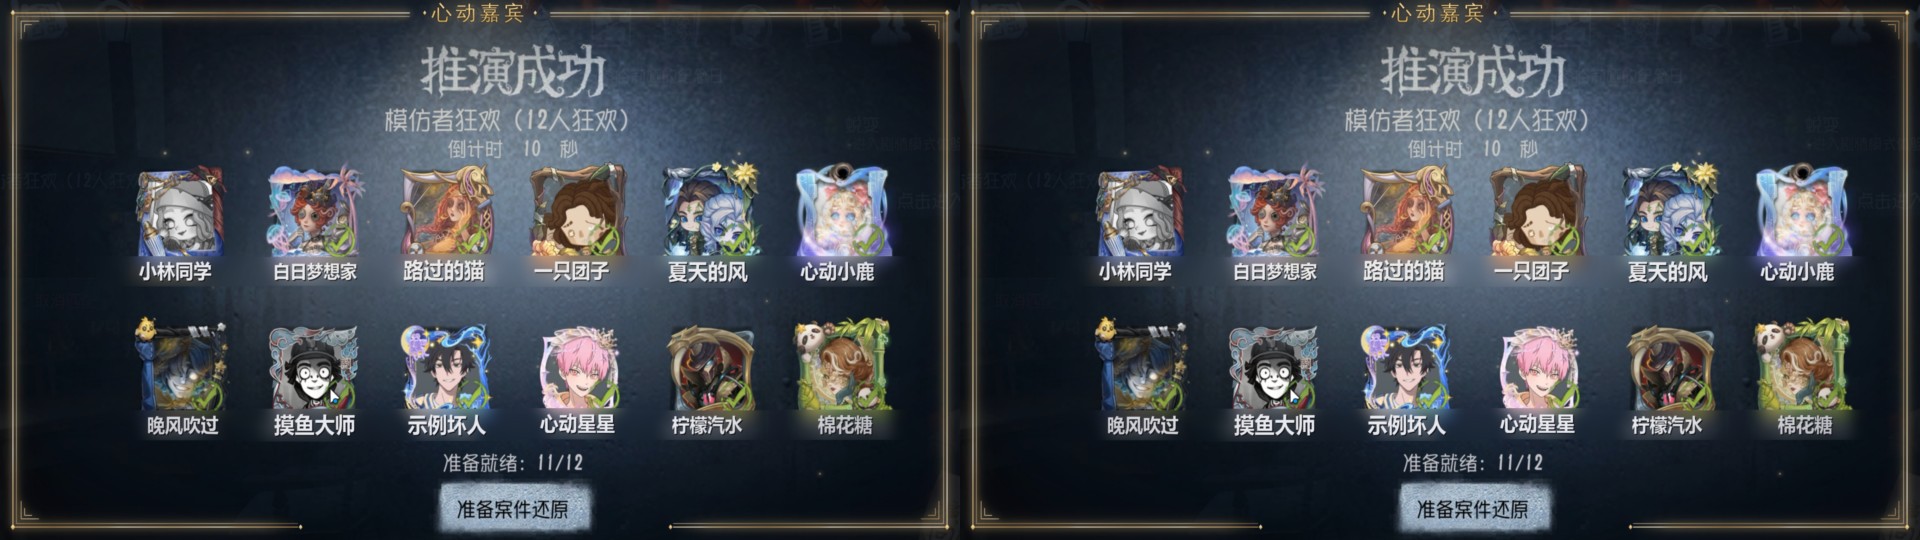 ·心动嘉宾·
推演成功
模仿者狂欢（12人狂欢）
倒计时 10 秒
小林同学 白日梦想家 路过的猫 一只团子 夏天的风 心动小鹿
晚风吹过 摸鱼大师 示例坏人 心动星星 柠檬汽水 棉花糖
准备就绪：11/12
准备案件还原
·心动嘉宾·
推演成功
模仿者狂欢（12人狂欢）
倒计时 10 秒
小林同学 白日梦想家 路过的猫 一只团子 夏天的风 心动小鹿
晚风吹过 摸鱼大师 示例坏人 心动星星 柠檬汽水 棉花糖
准备就绪：11/12
准备案件还原